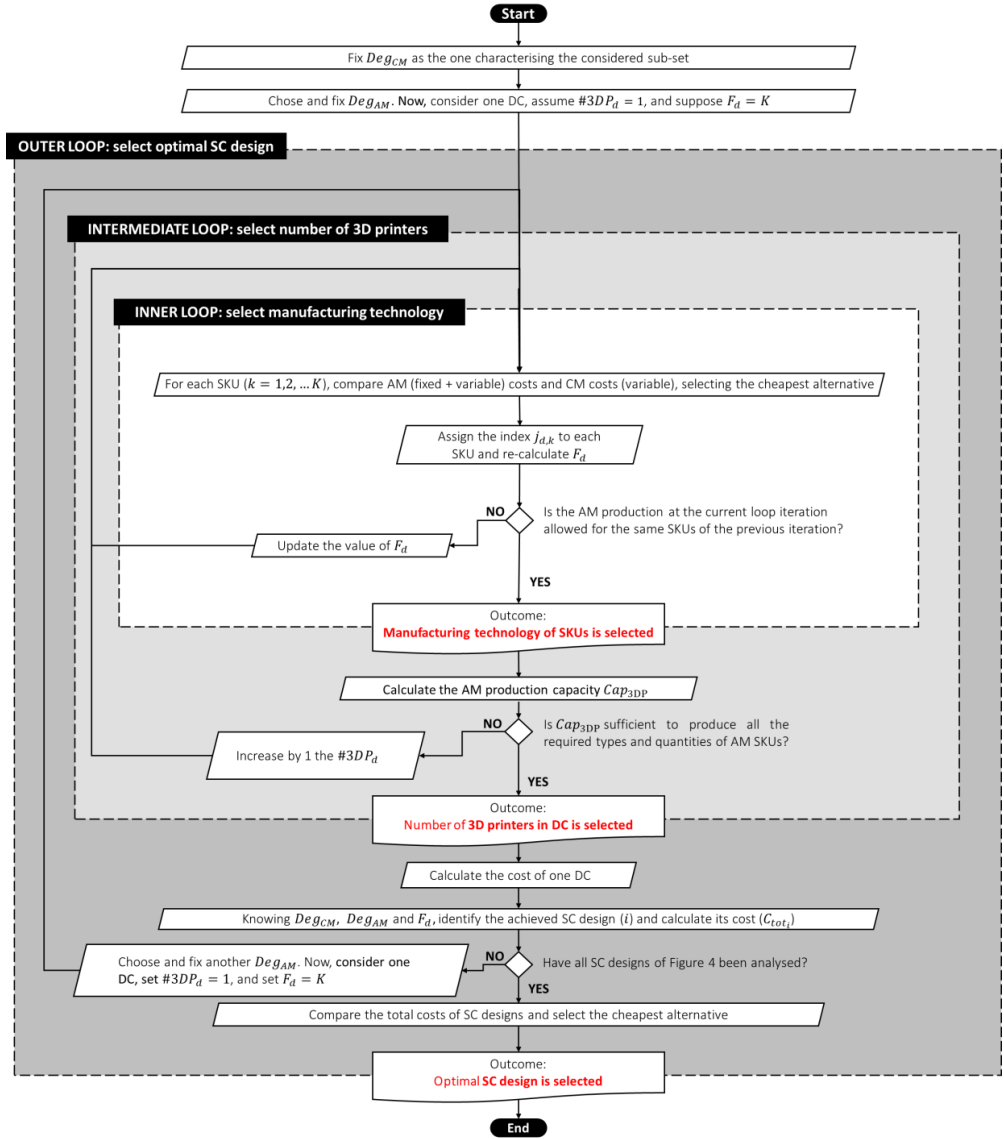 Start
Fix Deg_CM as the one characterising the considered sub-set
Chose and fix Deg_AM. Now, consider one DC, assume #3DP_d = 1, and suppose F_d = K
OUTER LOOP: select optimal SC design
INTERMEDIATE LOOP: select number of 3D printers
INNER LOOP: select manufacturing technology
For each SKU (k = 1,2, … K), compare AM (fixed + variable) costs and CM costs (variable), selecting the cheapest alternative
Assign the index j_{d,k} to each
SKU and re-calculate F_d
NO
Is the AM production at the current loop iteration
allowed for the same SKUs of the previous iteration?
Update the value of F_d
YES
Outcome:
Manufacturing technology of SKUs is selected
Calculate the AM production capacity Cap_3DP
NO
Is Cap_3DP sufficient to produce all the
required types and quantities of AM SKUs?
Increase by 1 the #3DP_d
YES
Outcome:
Number of 3D printers in DC is selected
Calculate the cost of one DC
Knowing Deg_CM, Deg_AM and F_d, identify the achieved SC design (i) and calculate its cost (C_{tot_i})
Choose and fix another Deg_AM. Now, consider one
DC, set #3DP_d = 1, and set F_d = K
NO
Have all SC designs of Figure 4 been analysed?
YES
Compare the total costs of SC designs and select the cheapest alternative
Outcome:
Optimal SC design is selected
End